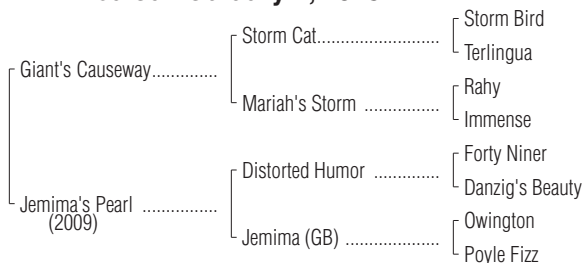 Storm Bird
Storm Cat........................
Terlingua
Giant's Causeway.............
Rahy
Mariah's Storm ...............
Immense
Forty Niner
Distorted Humor .............
Danzig's Beauty
Jemima's Pearl ...............
(2009)
Owington
Jemima (GB) ...................
Poyle Fizz